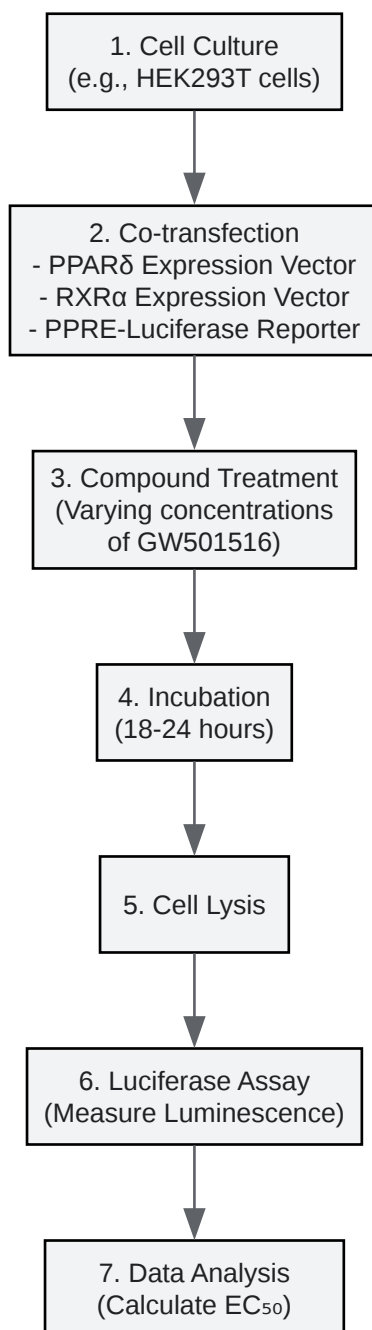 1. Cell Culture
(e.g., HEK293T cells)
2. Co-transfection
- PPARδ Expression Vector
- RXRα Expression Vector
- PPRE-Luciferase Reporter
3. Compound Treatment
(Varying concentrations
of GW501516)
4. Incubation
(18-24 hours)
5. Cell Lysis
6. Luciferase Assay
(Measure Luminescence)
7. Data Analysis
(Calculate EC₅₀)